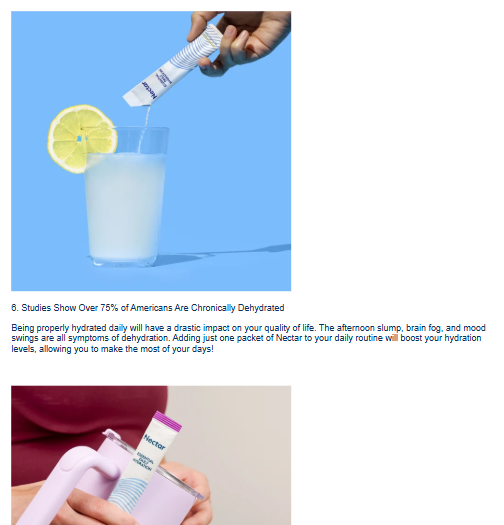 Nectar
6. Studies Show Over 75% of Americans Are Chronically Dehydrated
Being properly hydrated daily will have a drastic impact on your quality of life. The afternoon slump, brain fog, and mood
swings are all symptoms of dehydration. Adding just one packet of Nectar to your daily routine will boost your hydration
levels, allowing you to make the most of your days!
Nectar
ESSENTIAL
DAILY
HYDRATION